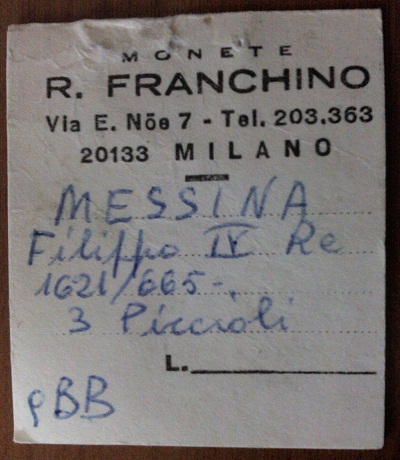 MONETE
R. FRANCHINO
Via E. Nöe 7 - Tel. 203.363
20133 MILANO
MESSINA
Filippo IV Re
1621/665-.
3 Piccioli
L.
qBB